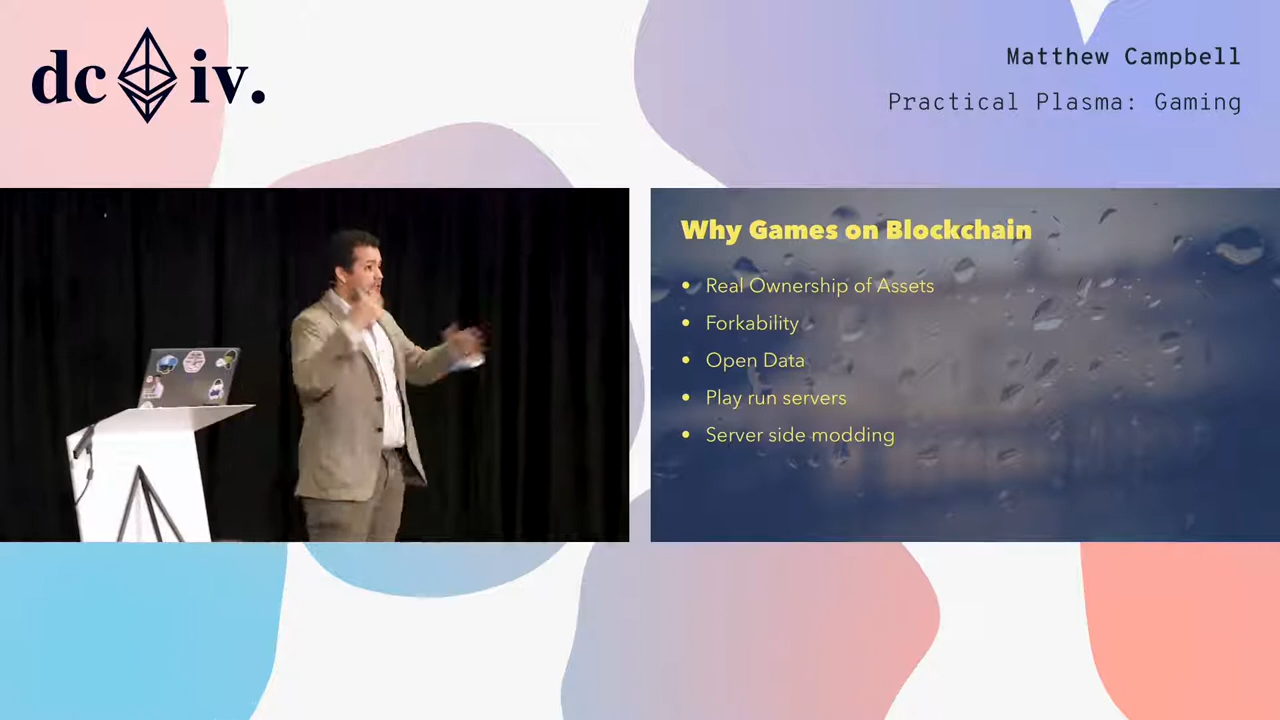 dc iv.
Matthew Campbell
Practical Plasma: Gaming
Why Games on Blockchain
• Real Ownership of Assets
• Forkability
• Open Data
• Play run servers
• Server side modding